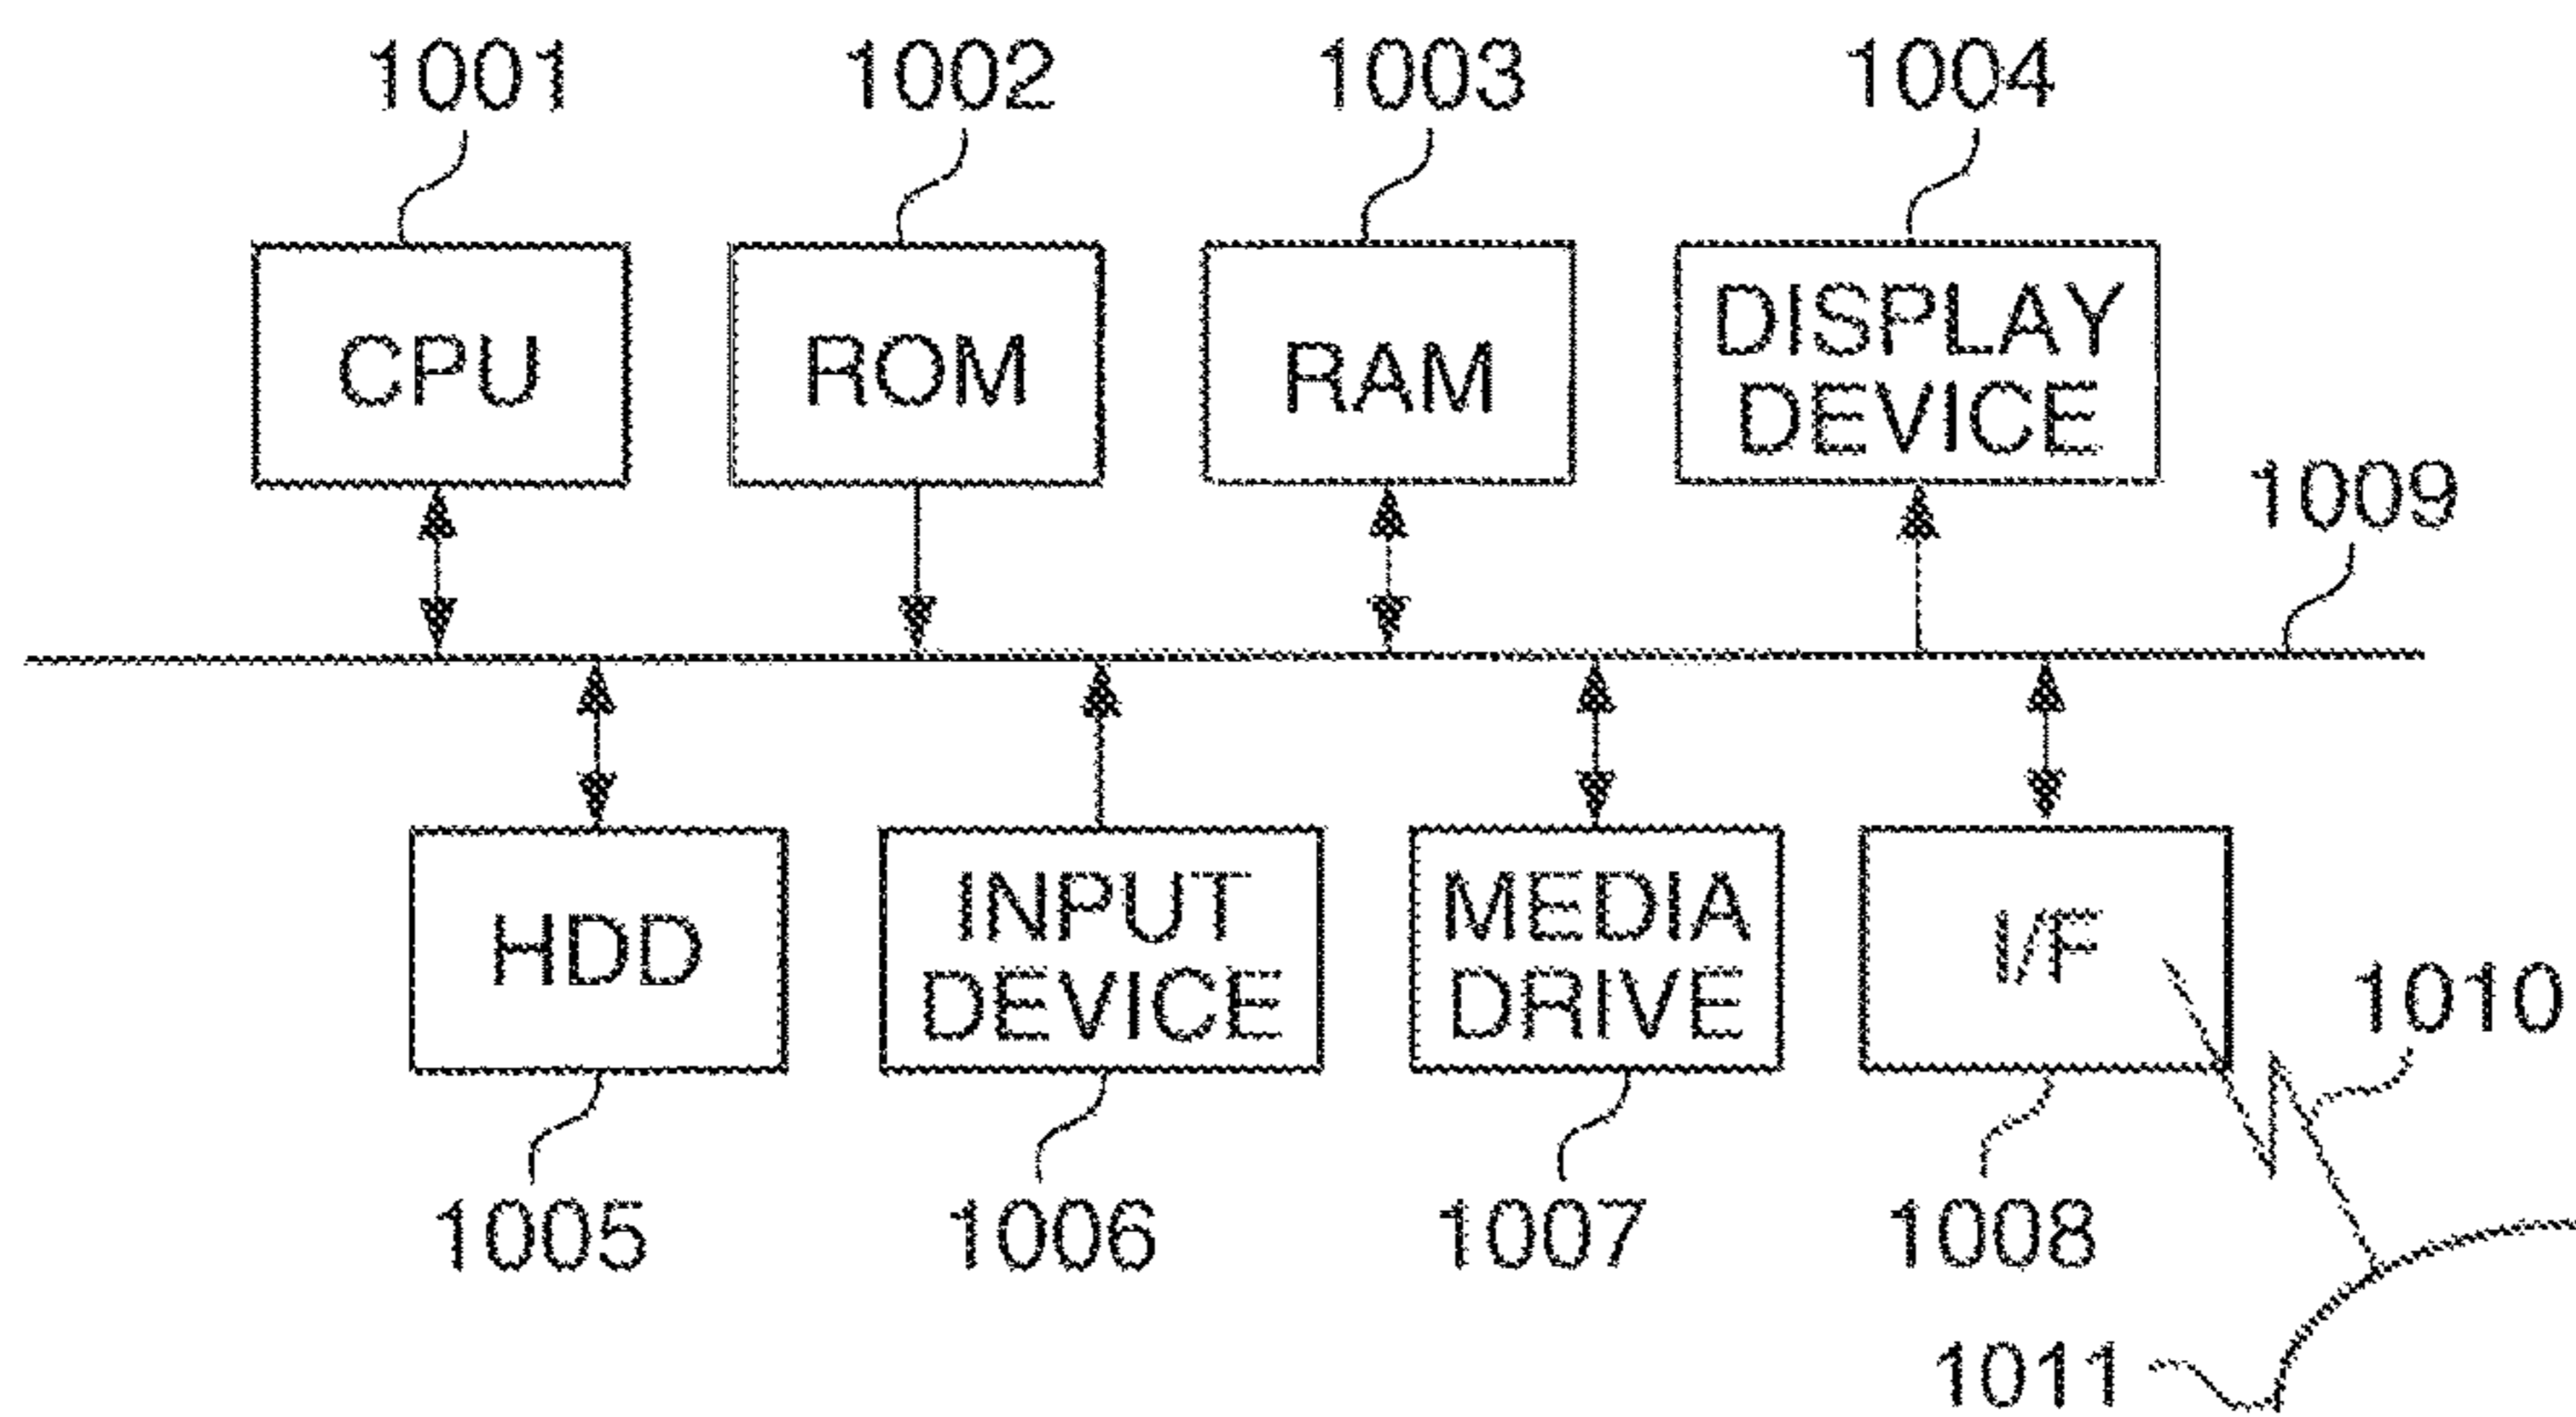 1001 1002 1003 1004
CPU ROM RAM DISPLAY
DEVICE
1009
HDD INPUT
DEVICE MEDIA
DRIVE I/F
1010
1005 1006 1007 1008
1011